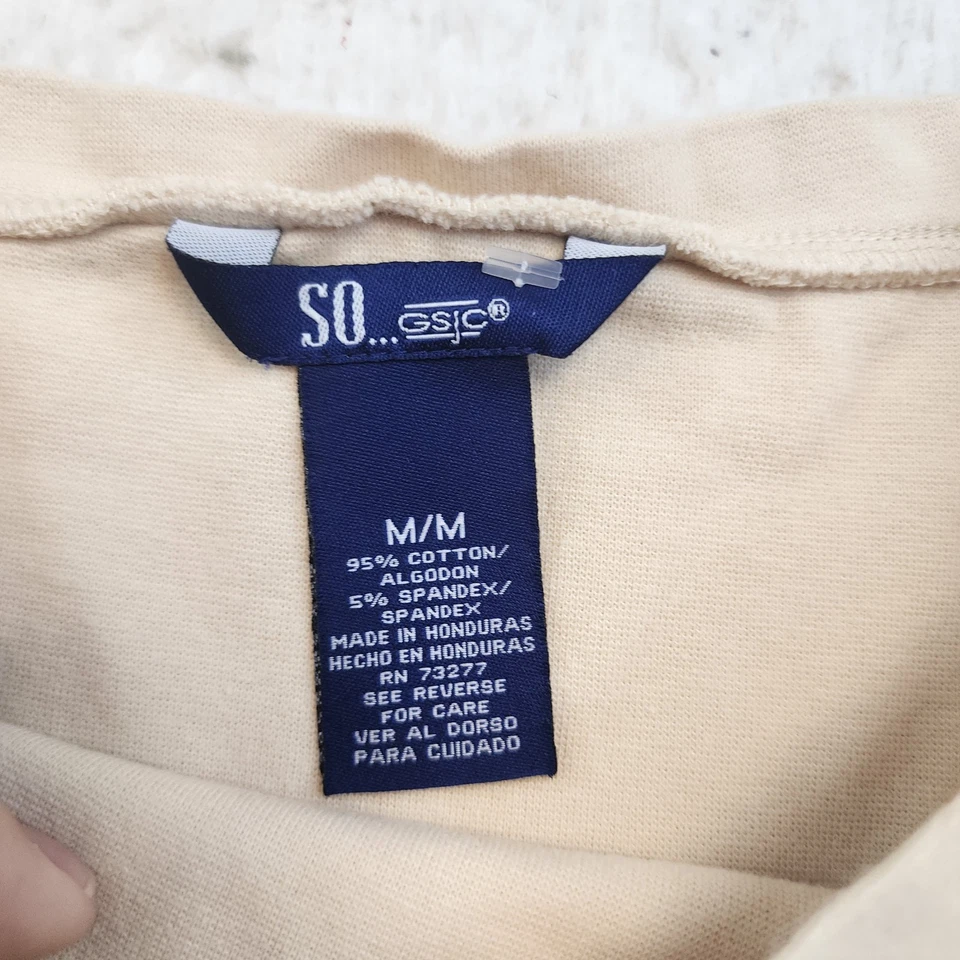 SO... GSJC®
M/M
95% COTTON/
ALGODON
5% SPANDEX/
SPANDEX
MADE IN HONDURAS
HECHO EN HONDURAS
RN 73277
SEE REVERSE
FOR CARE
VER AL DORSO
PARA CUIDADO